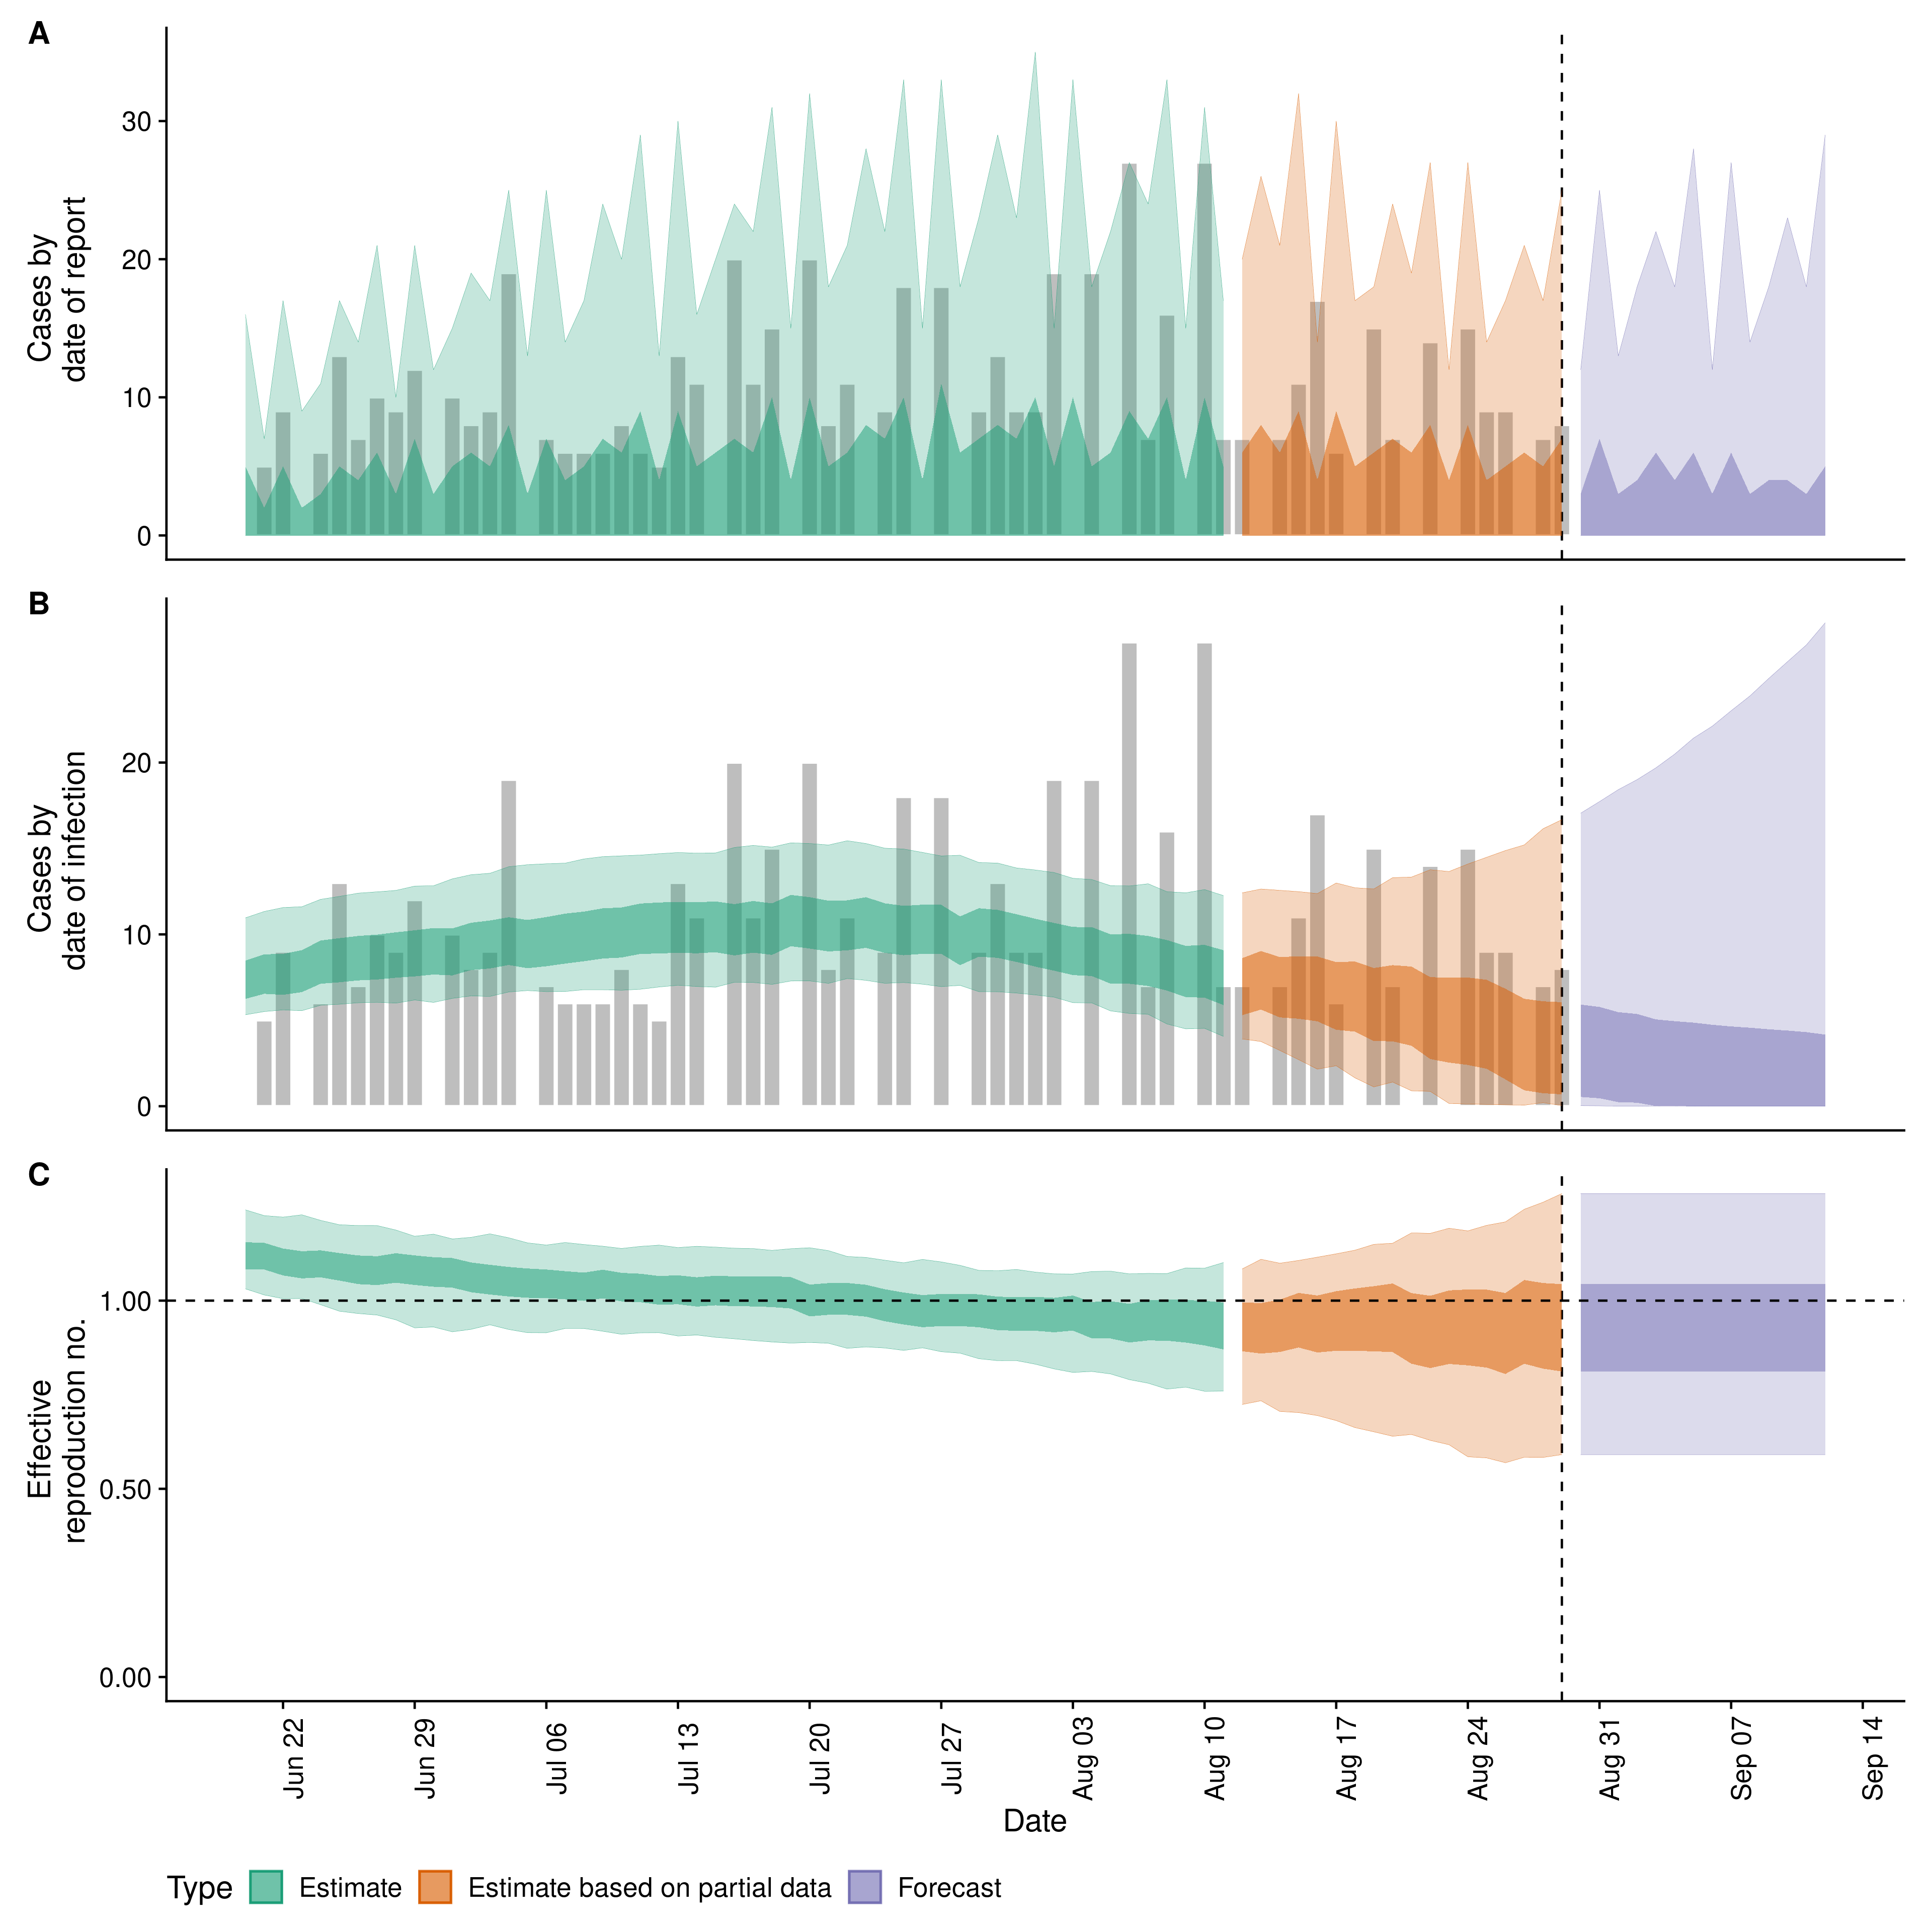 A
Cases by
date of report
30
20
10
0
B
Cases by
date of infection
20
10
0
C
Effective
reproduction no.
1.00
0.50
0.00
Jun 22
Jun 29
Jul 06
Jul 13
Jul 20
Jul 27
Aug 03
Aug 10
Aug 17
Aug 24
Aug 31
Sep 07
Sep 14
Date
Type Estimate Estimate based on partial data Forecast